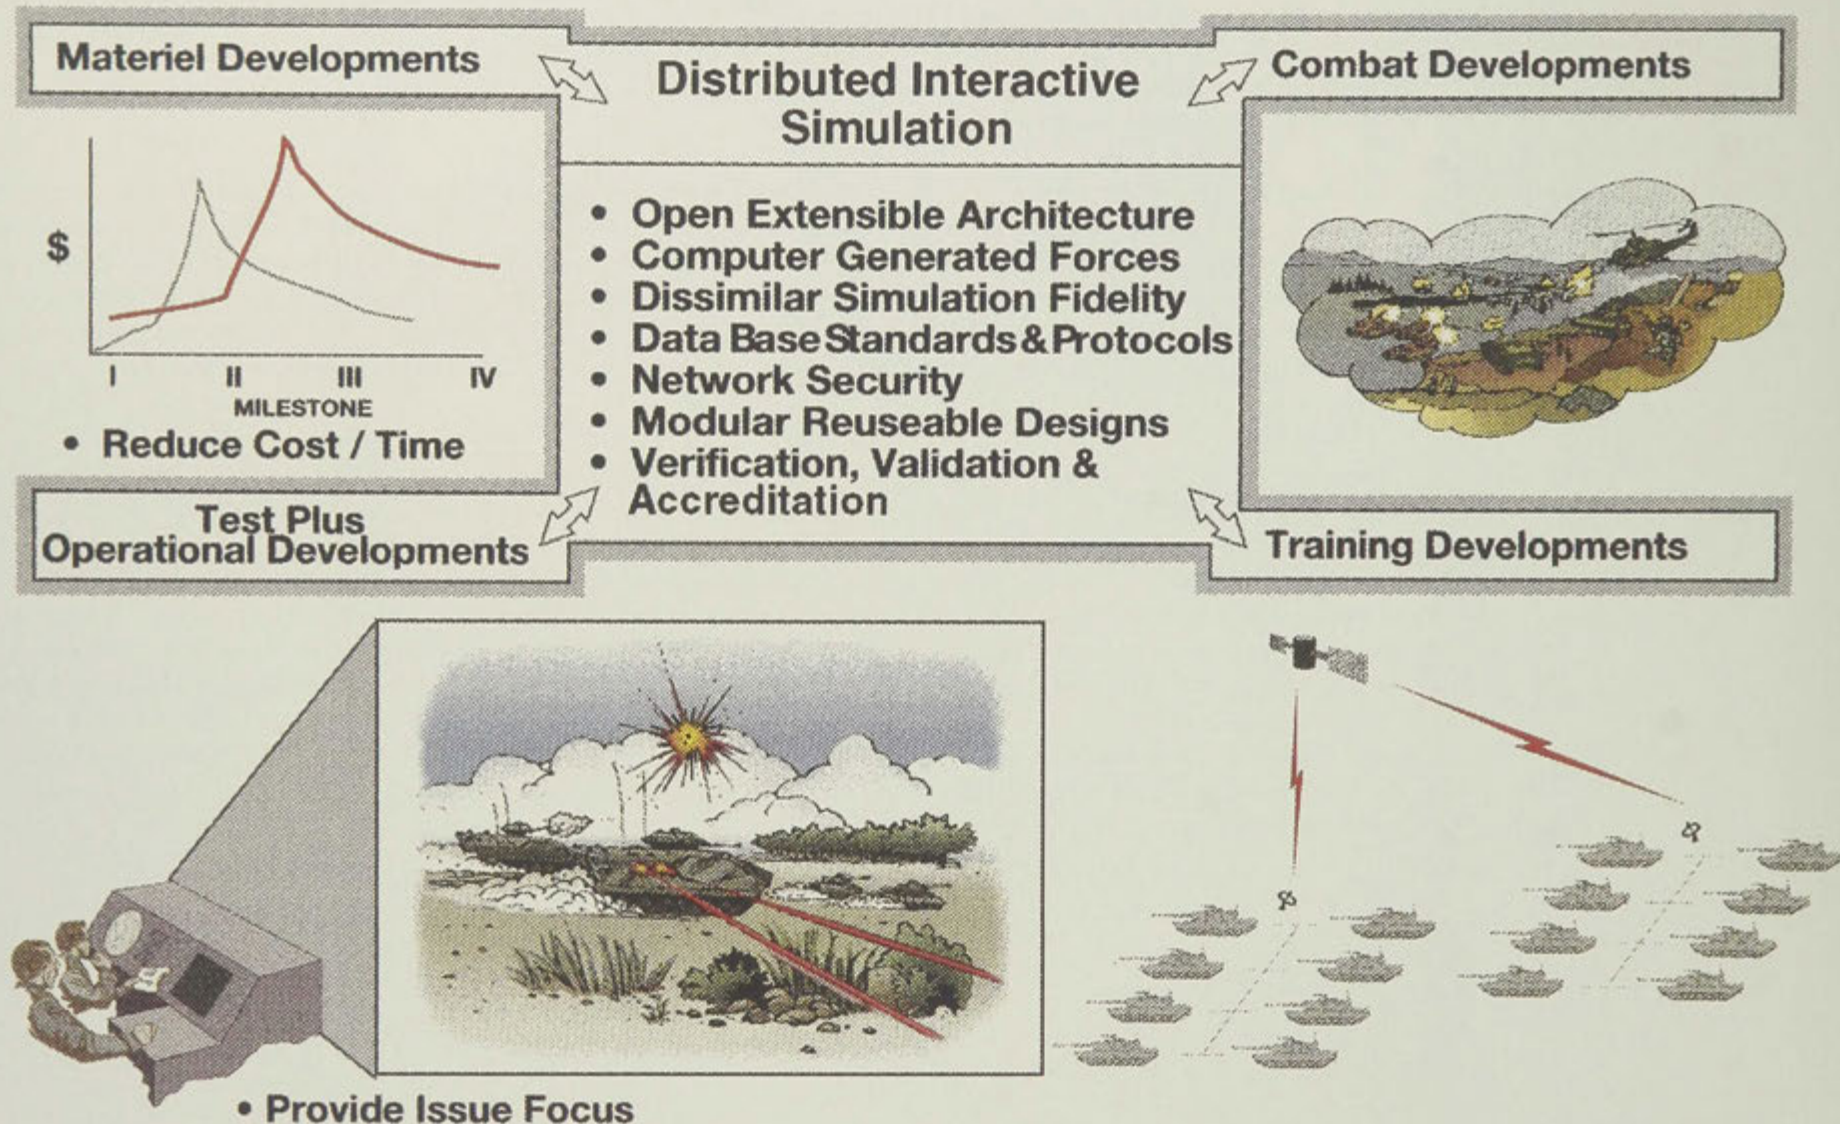 Materiel Developments
Distributed Interactive
Simulation
Combat Developments
$
I II III IV
MILESTONE
• Reduce Cost / Time
• Open Extensible Architecture
• Computer Generated Forces
• Dissimilar Simulation Fidelity
• Data Base Standards & Protocols
• Network Security
• Modular Reuseable Designs
• Verification, Validation &
Accreditation
Test Plus
Operational Developments
Training Developments
• Provide Issue Focus